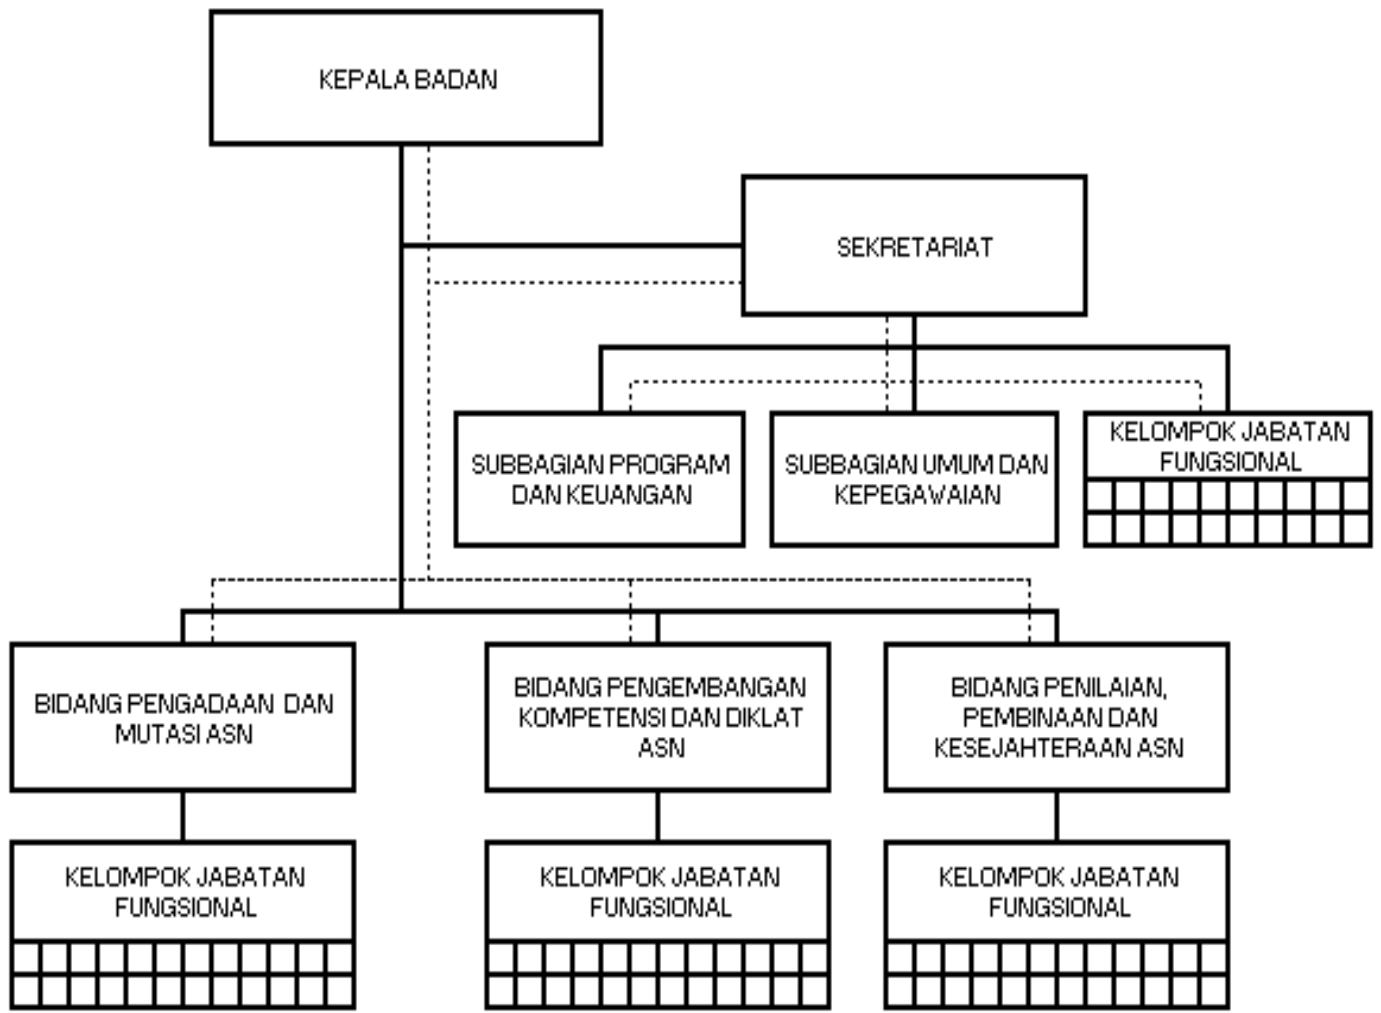 KEPALA BADAN
SEKRETARIAT
SUBBAGIAN PROGRAM
DAN KEUANGAN
SUBBAGIAN UMUM DAN
KEPEGAWAIAN
KELOMPOK JABATAN
FUNGSIONAL
BIDANG PENGADAAN DAN
MUTASI ASN
BIDANG PENGEMBANGAN
KOMPETENSI DAN DIKLAT
ASN
BIDANG PENILAIAN,
PEMBINAAN DAN
KESEJAHTERAAN ASN
KELOMPOK JABATAN
FUNGSIONAL
KELOMPOK JABATAN
FUNGSIONAL
KELOMPOK JABATAN
FUNGSIONAL